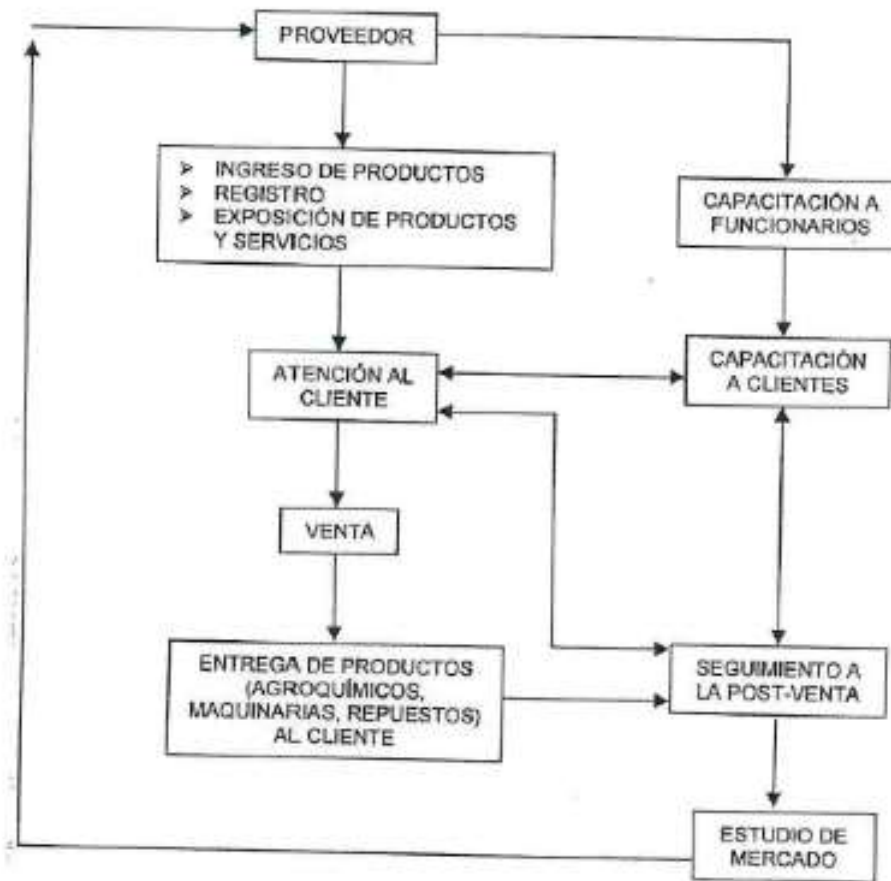 PROVEEDOR
➤ INGRESO DE PRODUCTOS
➤ REGISTRO
➤ EXPOSICIÓN DE PRODUCTOS
Y SERVICIOS
CAPACITACIÓN A
FUNCIONARIOS
ATENCIÓN AL
CLIENTE
CAPACITACIÓN
A CLIENTES
VENTA
ENTREGA DE PRODUCTOS
(AGROQUÍMICOS,
MAQUINARIAS, REPUESTOS)
AL CLIENTE
SEGUIMIENTO A
LA POST-VENTA
ESTUDIO DE
MERCADO